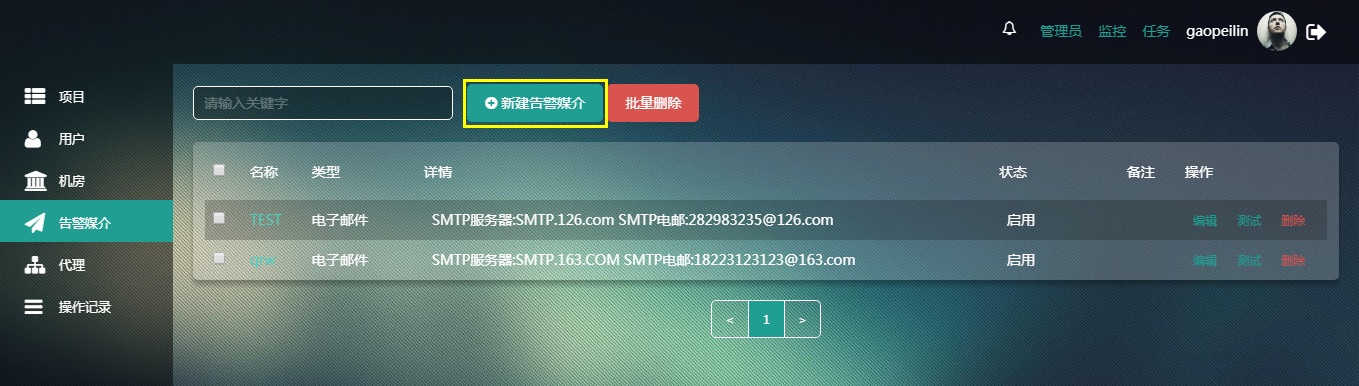 管理员 监控 任务 gaopeilin
项目
用户
机房
告警媒介
代理
操作记录
请输入关键字 新建告警媒介 批量删除
名称 类型 详情 状态 备注 操作
TEST 电子邮件 SMTP服务器:SMTP.126.com SMTP电邮:282983235@126.com 启用 编辑 测试 删除
电子邮件 SMTP服务器:SMTP.163.COM SMTP电邮:18223123123@163.com 启用 编辑 测试 删除
< 1 >